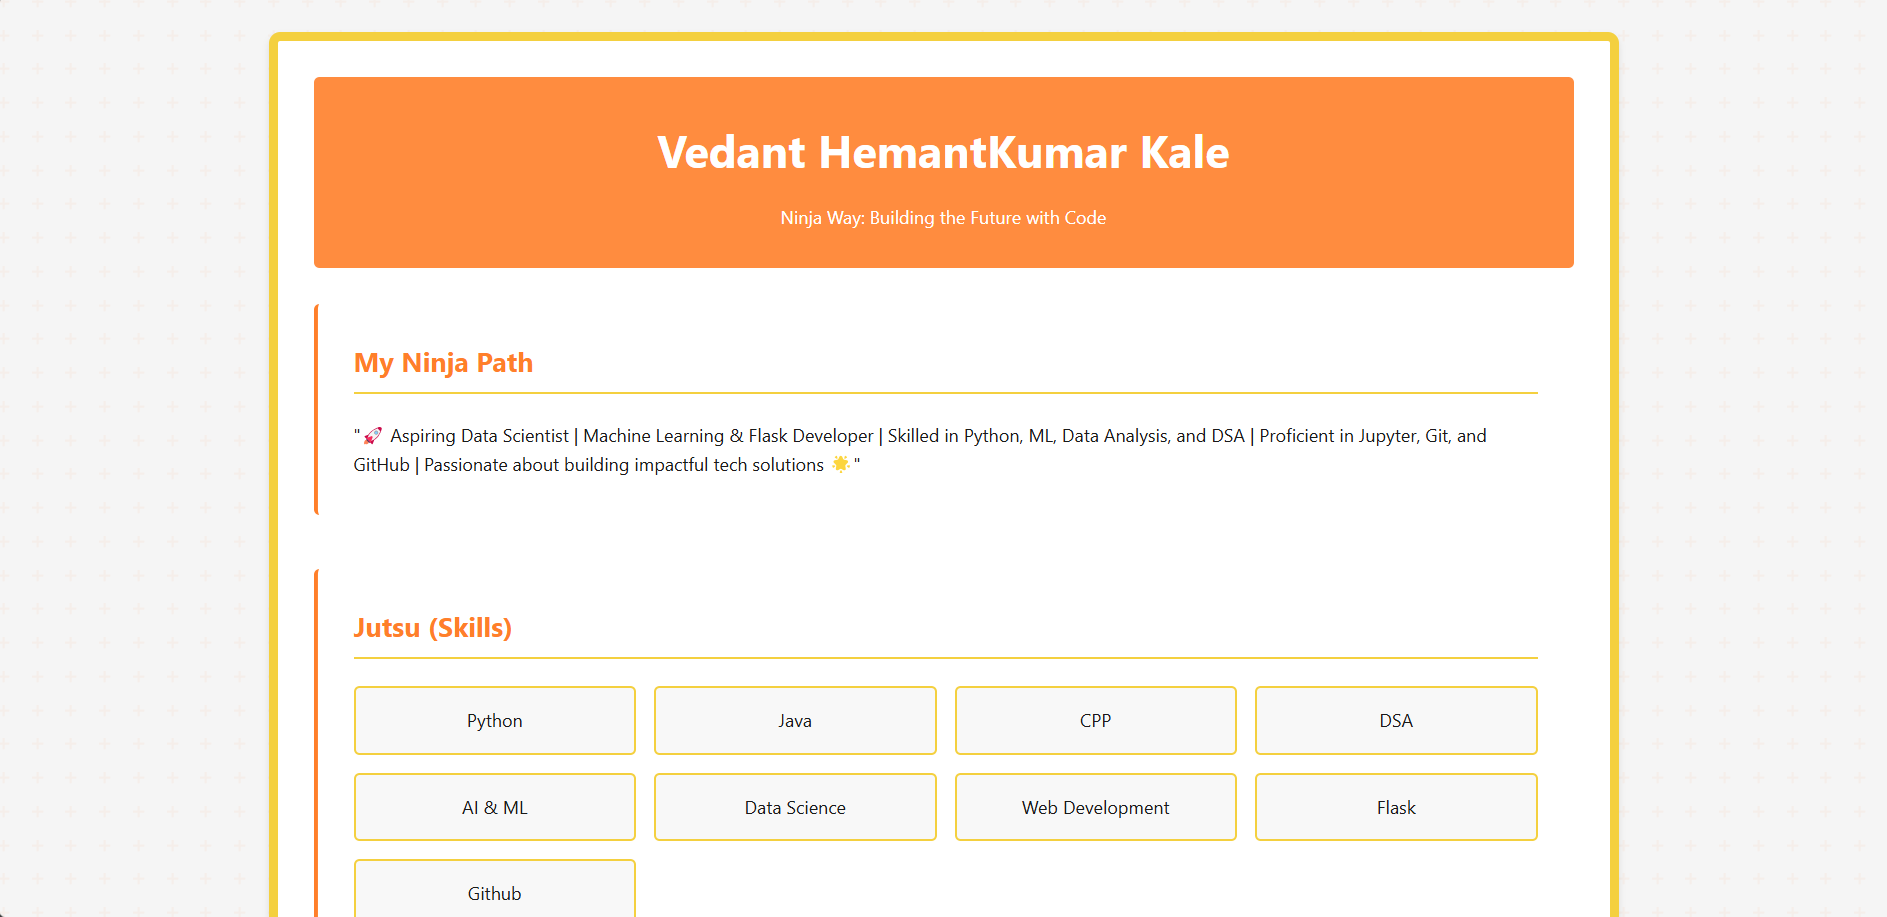 Vedant HemantKumar Kale
Ninja Way: Building the Future with Code
My Ninja Path
"🚀 Aspiring Data Scientist | Machine Learning & Flask Developer | Skilled in Python, ML, Data Analysis, and DSA | Proficient in Jupyter, Git, and
GitHub | Passionate about building impactful tech solutions 🌟"
Jutsu (Skills)
Python
Java
CPP
DSA
AI & ML
Data Science
Web Development
Flask
Github